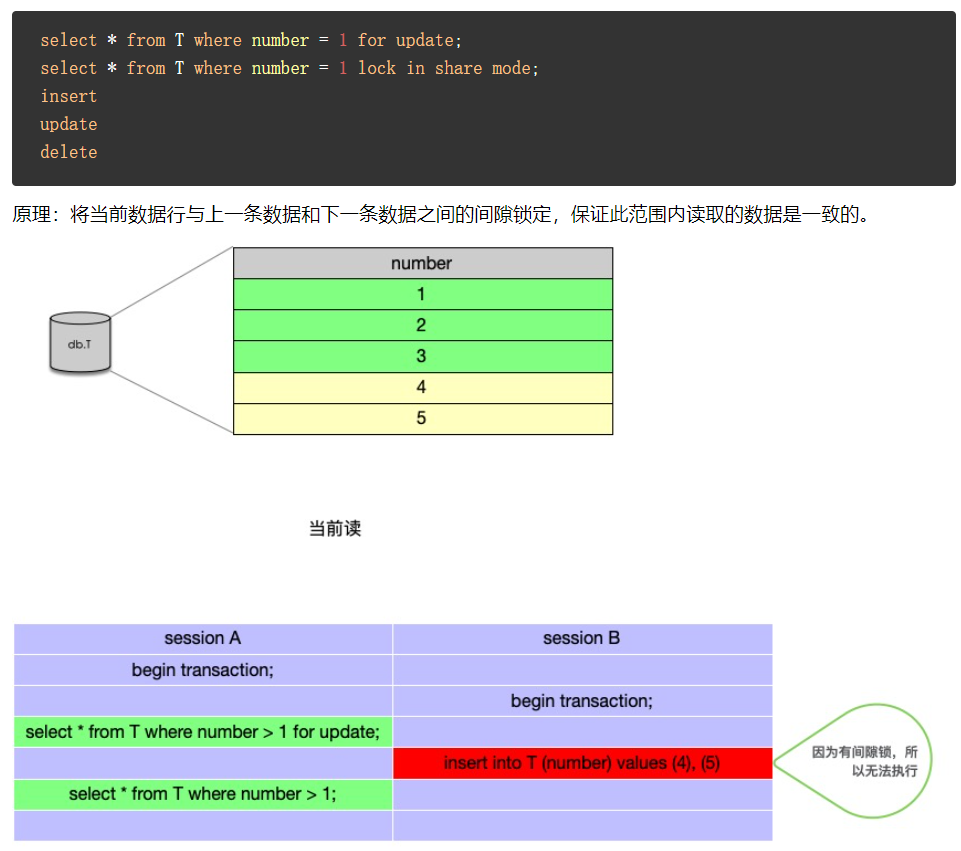 select * from T where number = 1 for update;
select * from T where number = 1 lock in share mode;
insert
update
delete
原理：将当前数据行与上一条数据和下一条数据之间的间隙锁定，保证此范围内读取的数据是一致的。
number
1
2
db.T
3
4
5
当前读
session A session B
begin transaction;
begin transaction;
select * from T where number > 1 for update;
insert into T (number) values (4), (5)
因为有间隙锁，所
以无法执行
select * from T where number > 1;